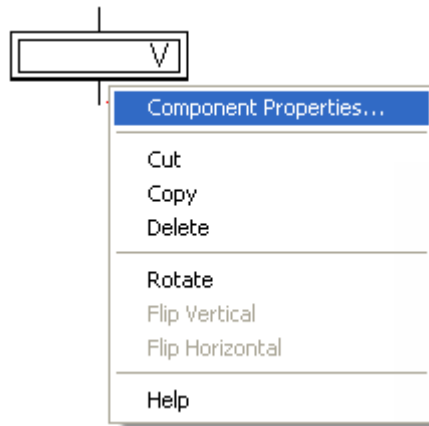 V
Component Properties...
Cut
Copy
Delete
Rotate
Flip Vertical
Flip Horizontal
Help